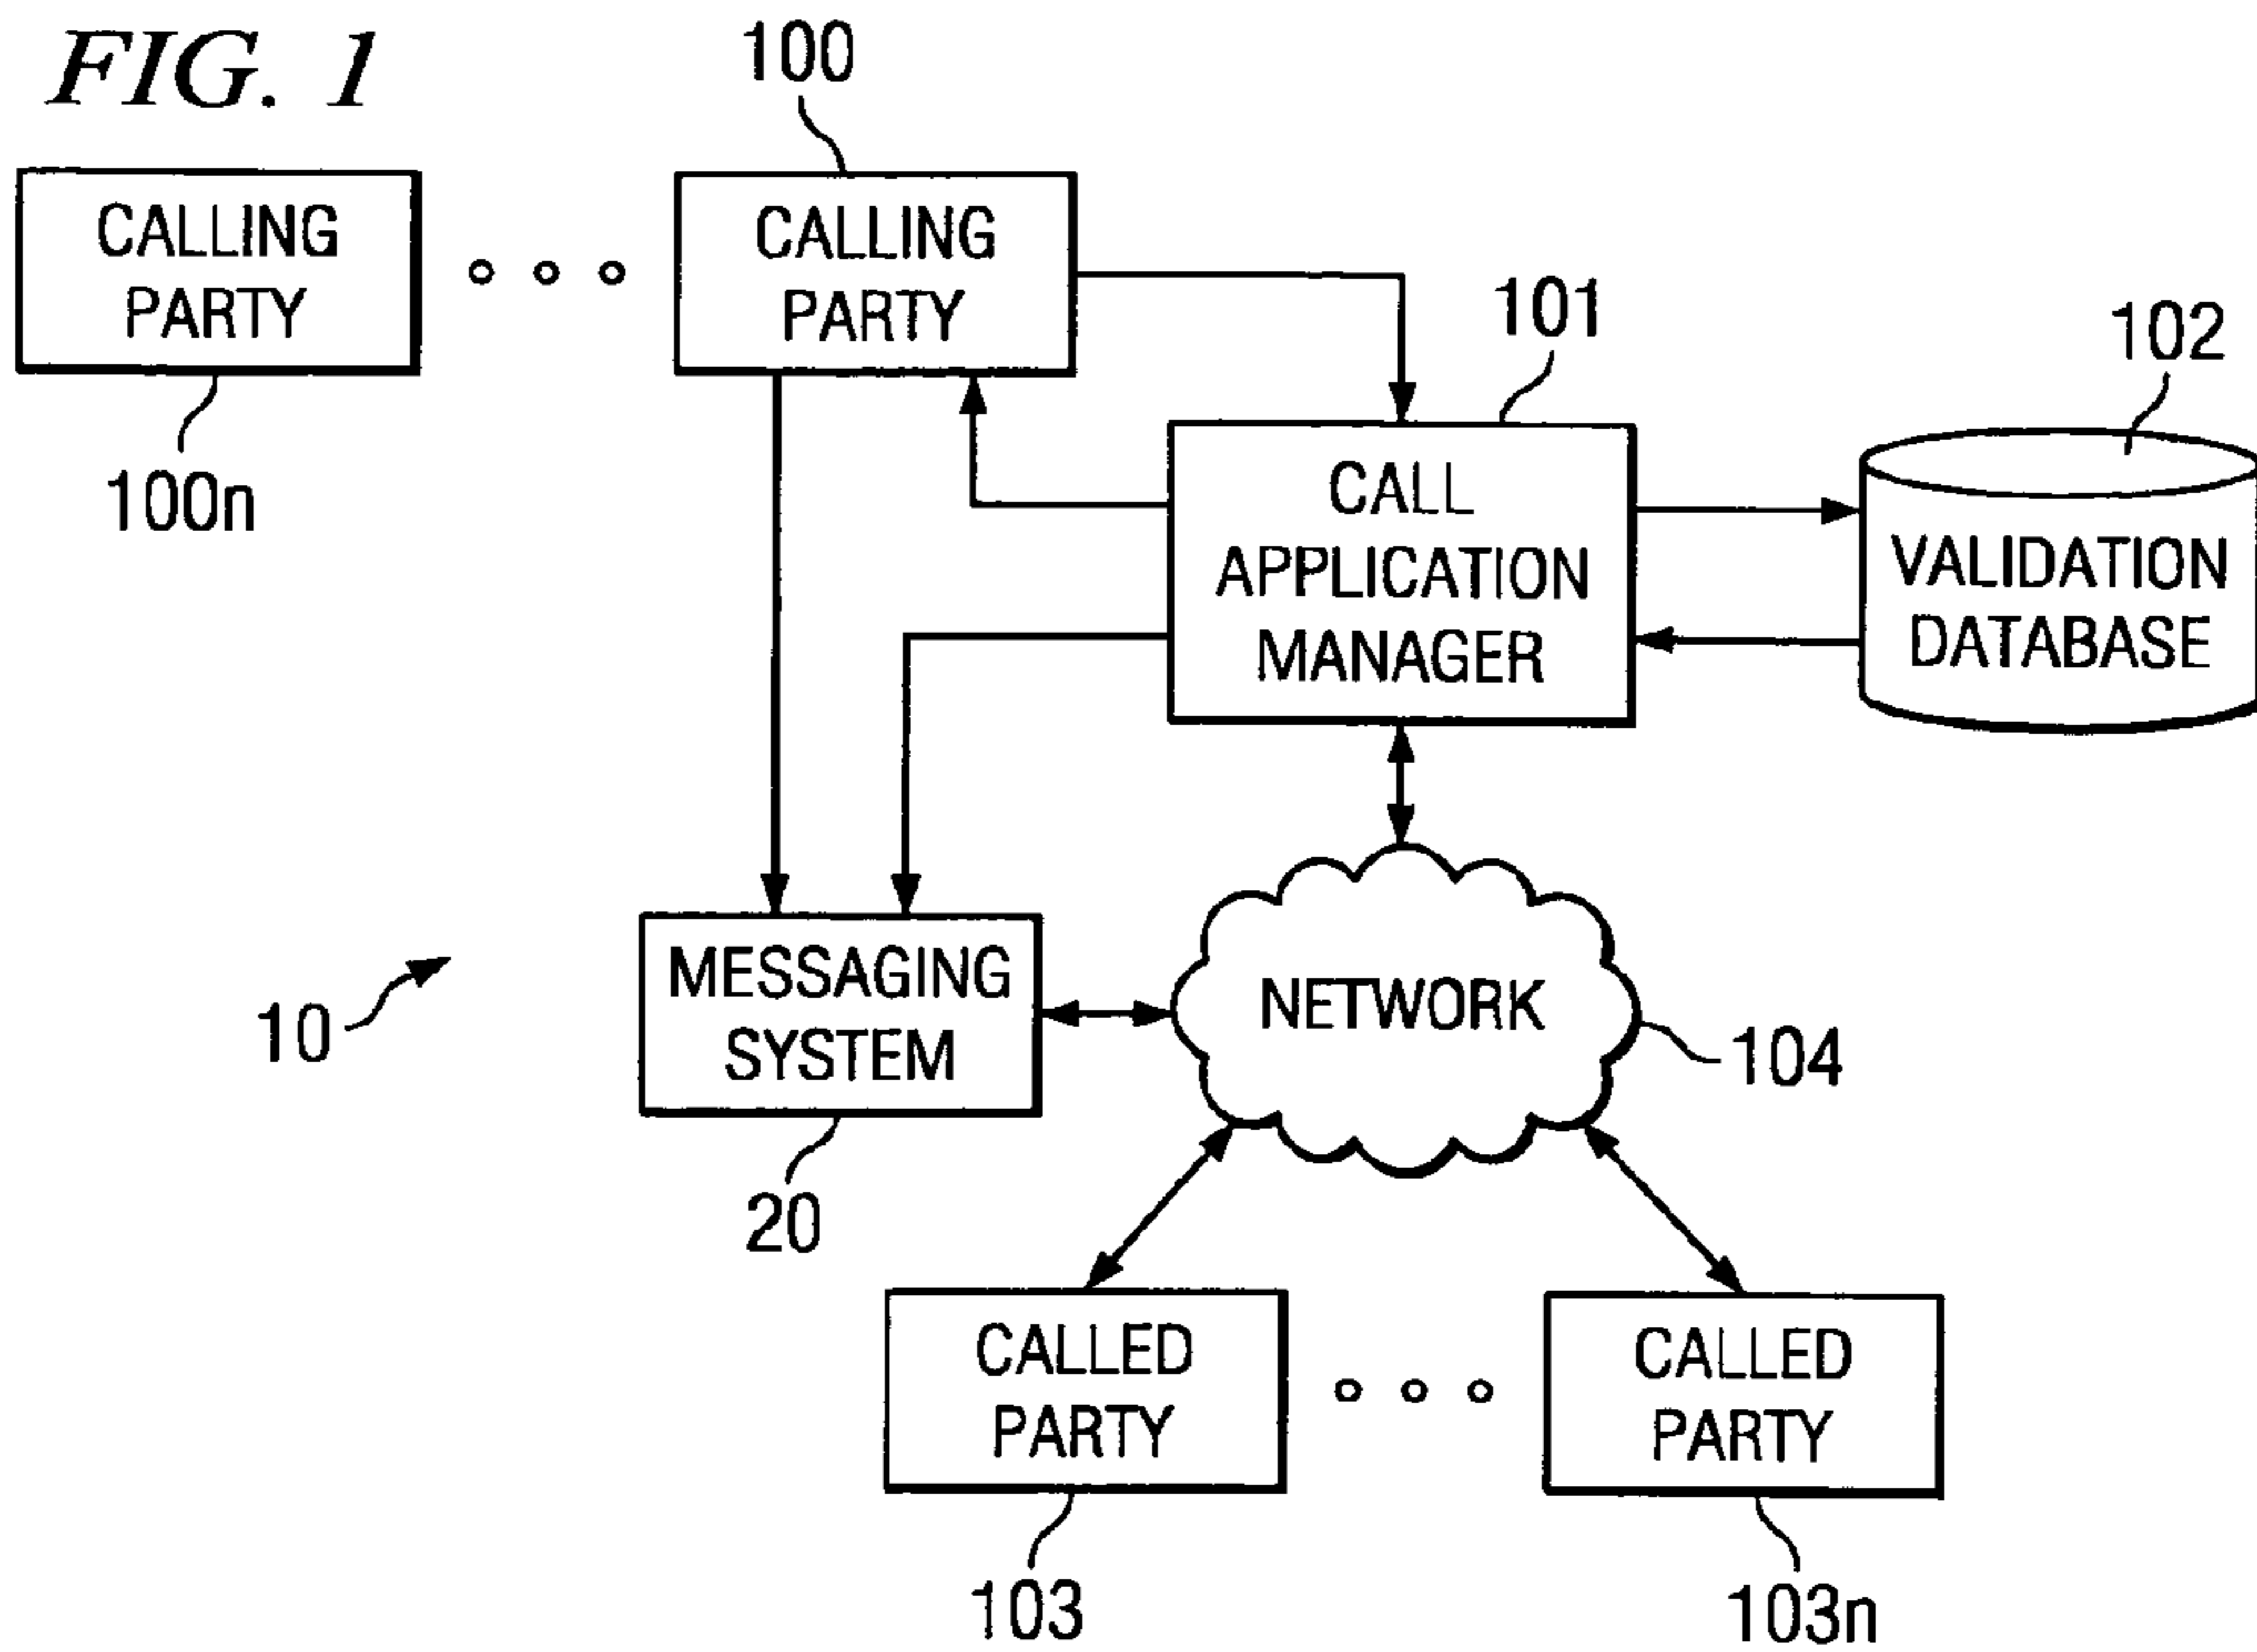 FIG. 1
100
CALLING
PARTY
100n
CALLING
PARTY
101
102
CALL
APPLICATION
MANAGER
VALIDATION
DATABASE
MESSAGING
SYSTEM
NETWORK
10
104
20
CALLED
PARTY
CALLED
PARTY
103
103n